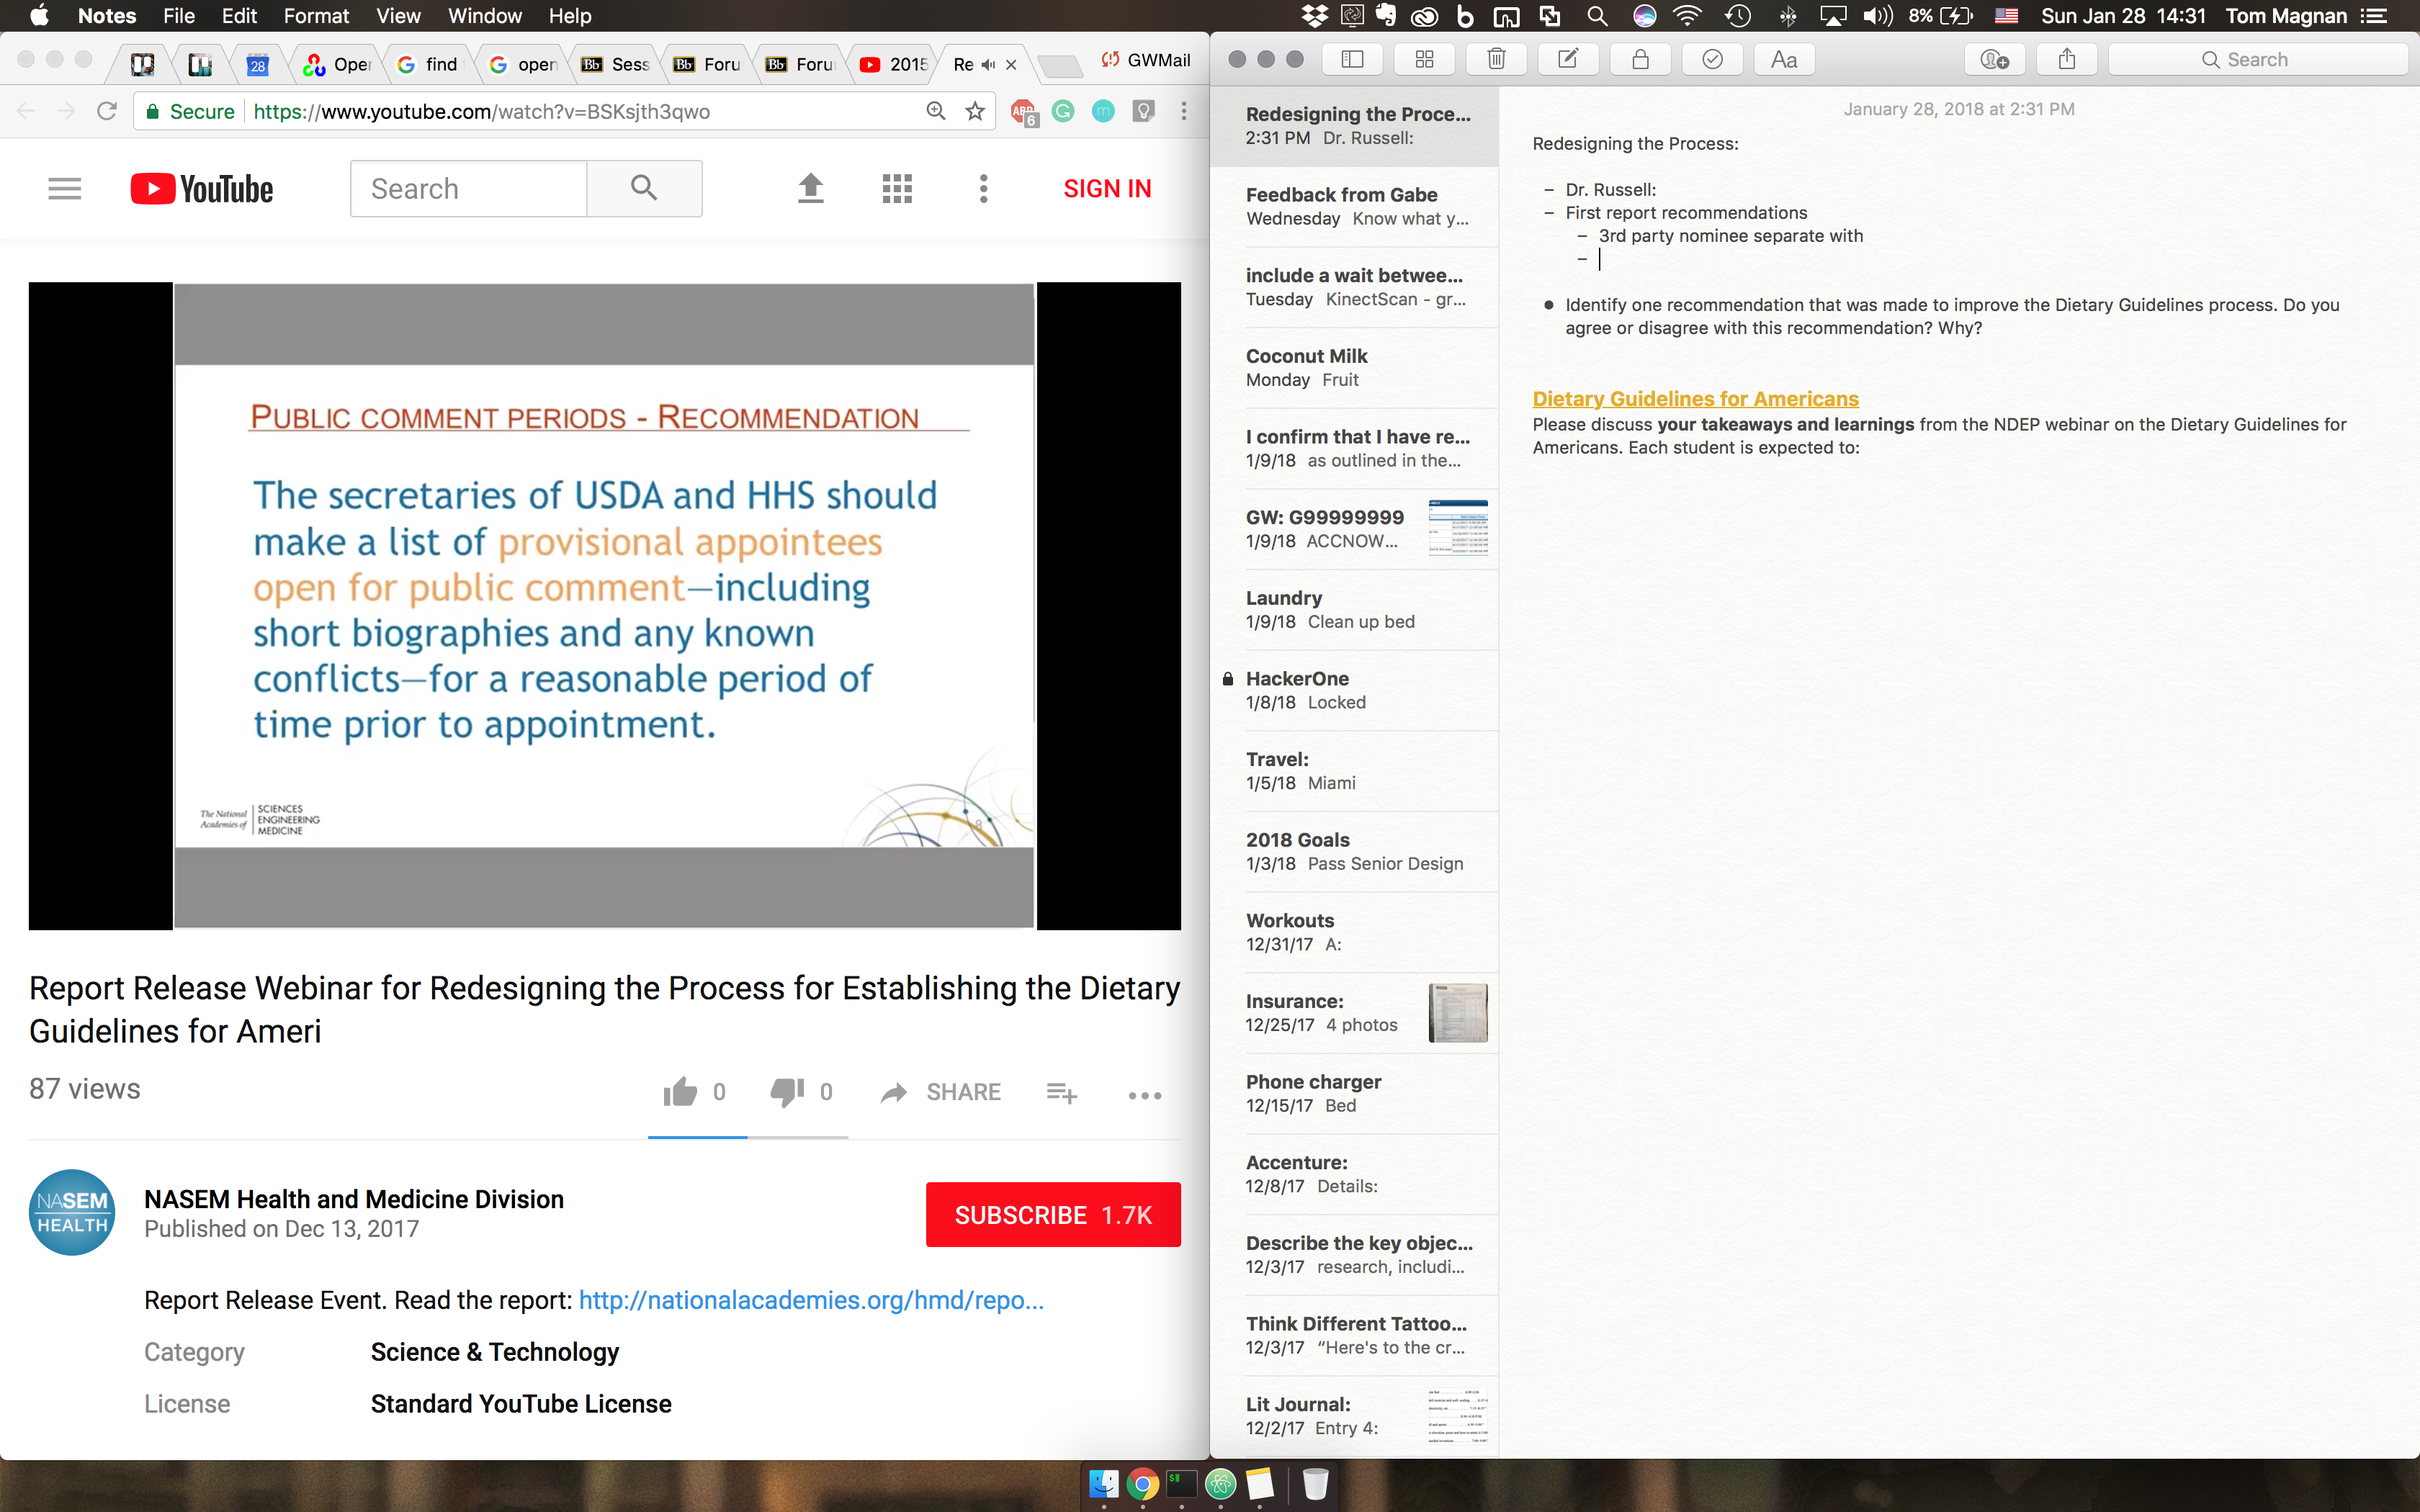 Notes File Edit Format View Window Help
8% Sun Jan 28 14:31 Tom Magnan
28 Oper find open Bb Sess Bb Foru Bb Foru 2015 Re GWMail
Secure https://www.youtube.com/watch?v=BSKsjth3qwo
ABP 6
YouTube Search SIGN IN
PUBLIC COMMENT PERIODS - RECOMMENDATION
The secretaries of USDA and HHS should
make a list of provisional appointees
open for public comment—including
short biographies and any known
conflicts—for a reasonable period of
time prior to appointment.
The National Academies of
SCIENCES
ENGINEERING
MEDICINE
8
Report Release Webinar for Redesigning the Process for Establishing the Dietary
Guidelines for Ameri
87 views
0 0 SHARE
NASEM HEALTH
NASEM Health and Medicine Division
Published on Dec 13, 2017
SUBSCRIBE 1.7K
Report Release Event. Read the report: http://nationalacademies.org/hmd/repo...
Category Science & Technology
License Standard YouTube License
Aa Search
Redesigning the Proce...
2:31 PM Dr. Russell:
Feedback from Gabe
Wednesday Know what y...
include a wait betwee...
Tuesday KinectScan - gr...
Coconut Milk
Monday Fruit
I confirm that I have re...
1/9/18 as outlined in the...
GW: G99999999
1/9/18 ACCNOW...
Laundry
1/9/18 Clean up bed
HackerOne
1/8/18 Locked
Travel:
1/5/18 Miami
2018 Goals
1/3/18 Pass Senior Design
Workouts
12/31/17 A:
Insurance:
12/25/17 4 photos
Phone charger
12/15/17 Bed
Accenture:
12/8/17 Details:
Describe the key objec...
12/3/17 research, includi...
Think Different Tattoo...
12/3/17 “Here's to the cr...
Lit Journal:
12/2/17 Entry 4:
January 28, 2018 at 2:31 PM
Redesigning the Process:
– Dr. Russell:
– First report recommendations
– 3rd party nominee separate with
–
• Identify one recommendation that was made to improve the Dietary Guidelines process. Do you
agree or disagree with this recommendation? Why?
Dietary Guidelines for Americans
Please discuss your takeaways and learnings from the NDEP webinar on the Dietary Guidelines for
Americans. Each student is expected to: